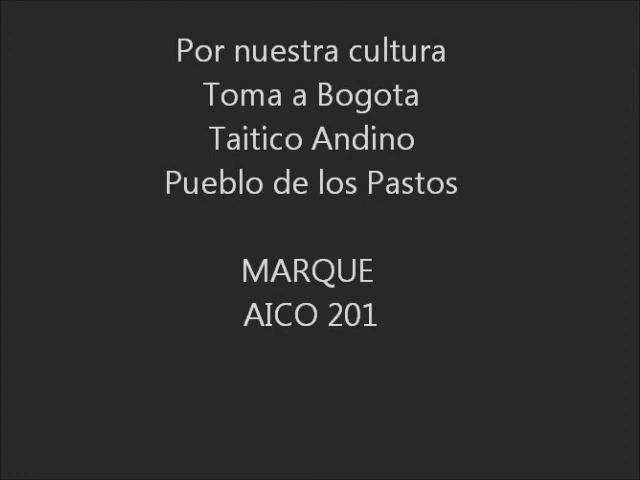 Por nuestra cultura
Toma a Bogota
Taitico Andino
Pueblo de los Pastos
MARQUE
AICO 201